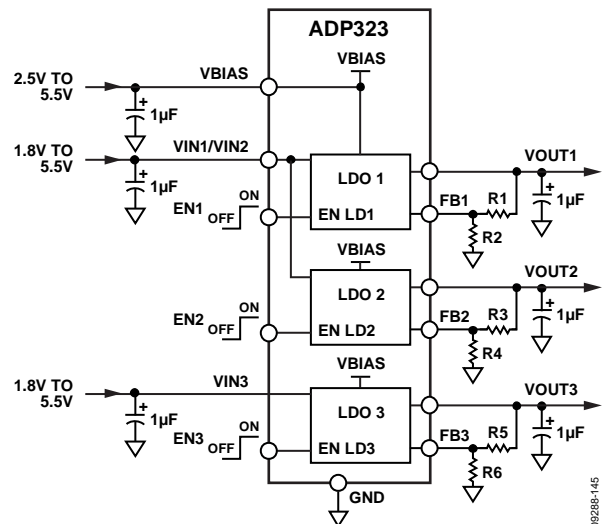 ADP323
VBIAS
2.5V TO
5.5V
VBIAS
+
1µF
1.8V TO
5.5V
VIN1/VIN2
+
1µF
LDO 1
VOUT1
EN1
OFF
ON
EN LD1
FB1
R1
R2
+
1µF
VBIAS
LDO 2
VOUT2
EN2
OFF
ON
EN LD2
FB2
R3
R4
+
1µF
VBIAS
1.8V TO
5.5V
VIN3
+
1µF
LDO 3
VOUT3
EN3
OFF
ON
EN LD3
FB3
R5
R6
+
1µF
GND
09288-145